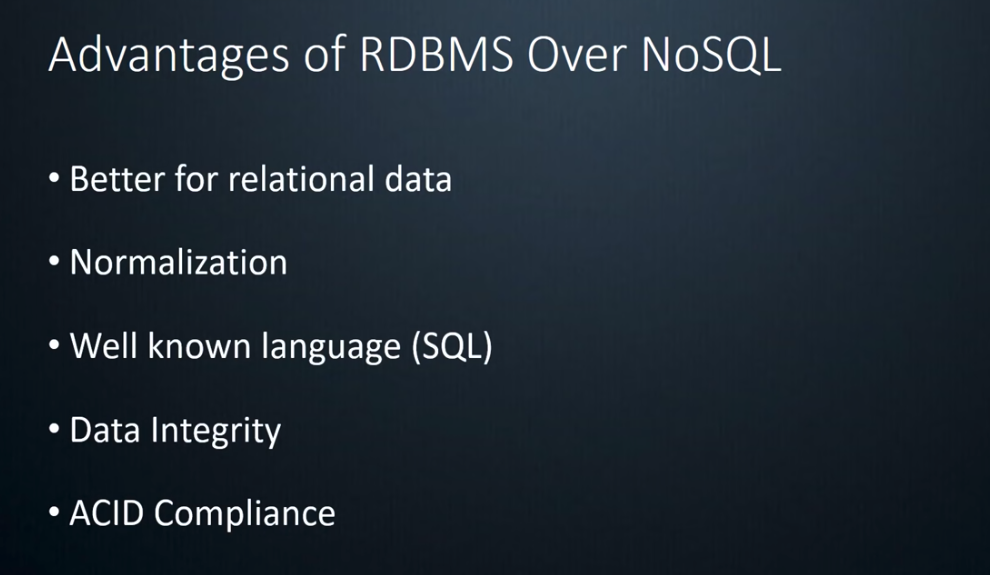 Advantages of RDBMS Over NoSQL
• Better for relational data
• Normalization
• Well known language (SQL)
• Data Integrity
• ACID Compliance